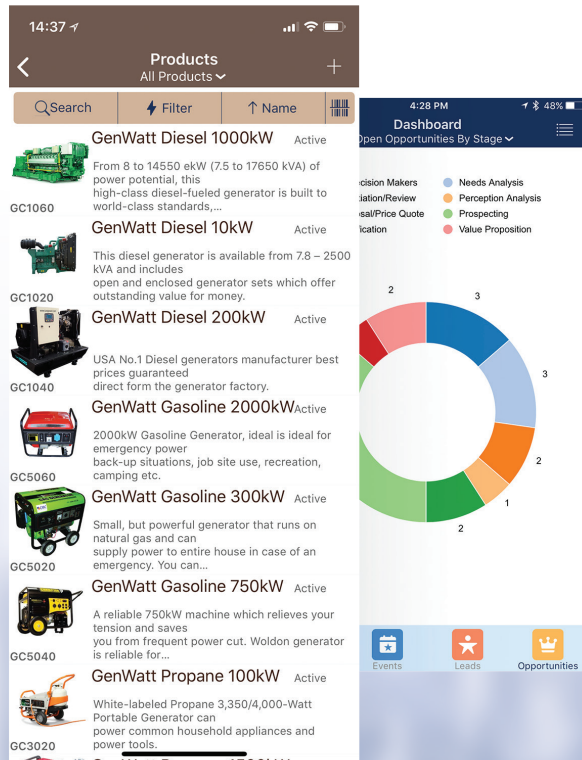 14:37
Products
All Products
Search
Filter
Name
GenWatt Diesel 1000kW Active
From 8 to 14550 ekW (7.5 to 17650 kVA) of
power potential, this
high-class diesel-fueled generator is built to
world-class standards,...
GC1060
GenWatt Diesel 10kW Active
This diesel generator is available from 7.8 – 2500
kVA and includes
open and enclosed generator sets which offer
outstanding value for money.
GC1020
GenWatt Diesel 200kW Active
USA No.1 Diesel generators manufacturer best
prices guaranteed
direct form the generator factory.
GC1040
GenWatt Gasoline 2000kW Active
2000kW Gasoline Generator, ideal is ideal for
emergency power
back-up situations, job site use, recreation,
camping etc.
GC5060
GenWatt Gasoline 300kW Active
Small, but powerful generator that runs on
natural gas and can
supply power to entire house in case of an
emergency. You can...
GC5020
GenWatt Gasoline 750kW Active
A reliable 750kW machine which relieves your
tension and saves
you from frequent power cut. Woldon generator
is reliable for...
GC5040
GenWatt Propane 100kW Active
White-labeled Propane 3,350/4,000-Watt
Portable Generator can
power common household appliances and
power tools.
GC3020
4:28 PM
48%
Dashboard
Open Opportunities By Stage
Makers
Needs Analysis
Perception Analysis
/Review
Prospecting
/Price Quote
Value Proposition
2
3
3
2
1
2
Events
Leads
Opportunities